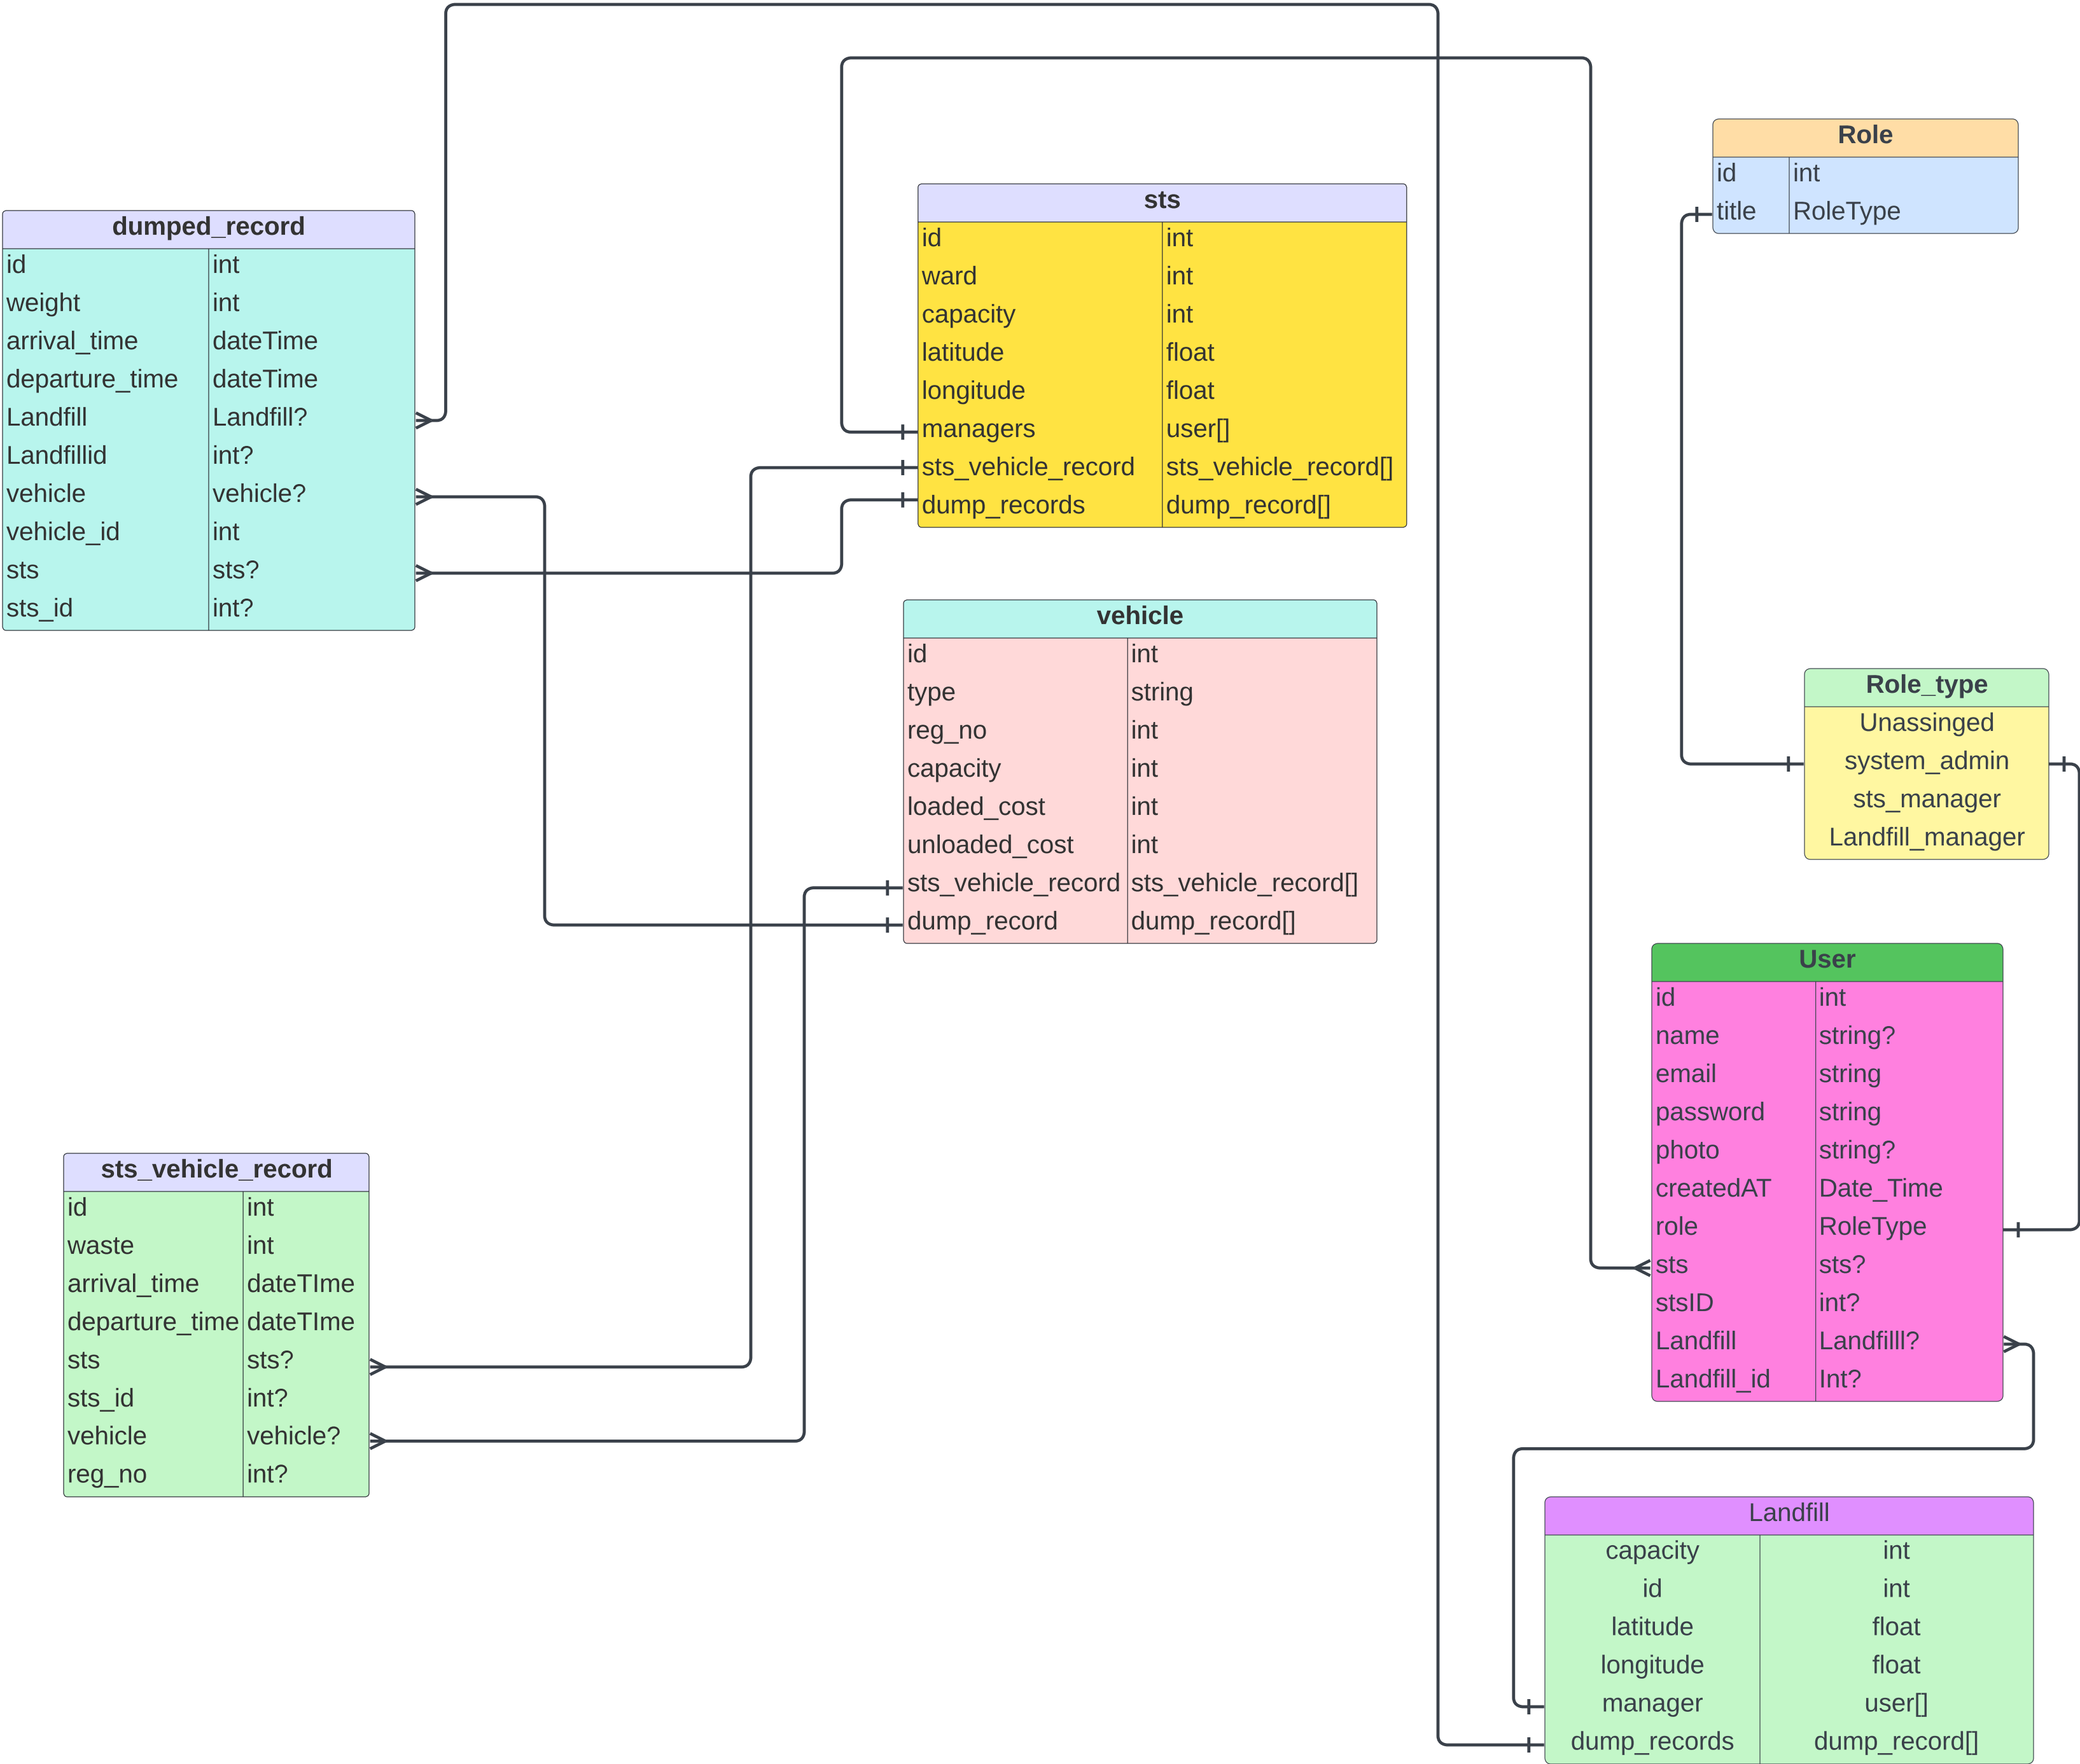 dumped_record
id int
weight int
arrival_time dateTime
departure_time dateTime
Landfill Landfill?
Landfillid int?
vehicle vehicle?
vehicle_id int
sts sts?
sts_id int?
sts
id int
ward int
capacity int
latitude float
longitude float
managers user[]
sts_vehicle_record sts_vehicle_record[]
dump_records dump_record[]
Role
id int
title RoleType
vehicle
id int
type string
reg_no int
capacity int
loaded_cost int
unloaded_cost int
sts_vehicle_record sts_vehicle_record[]
dump_record dump_record[]
Role_type
Unassinged
system_admin
sts_manager
Landfill_manager
User
id int
name string?
email string
password string
photo string?
createdAT Date_Time
role RoleType
sts sts?
stsID int?
Landfill Landfilll?
Landfill_id Int?
sts_vehicle_record
id int
waste int
arrival_time dateTIme
departure_time dateTIme
sts sts?
sts_id int?
vehicle vehicle?
reg_no int?
Landfill
capacity int
id int
latitude float
longitude float
manager user[]
dump_records dump_record[]